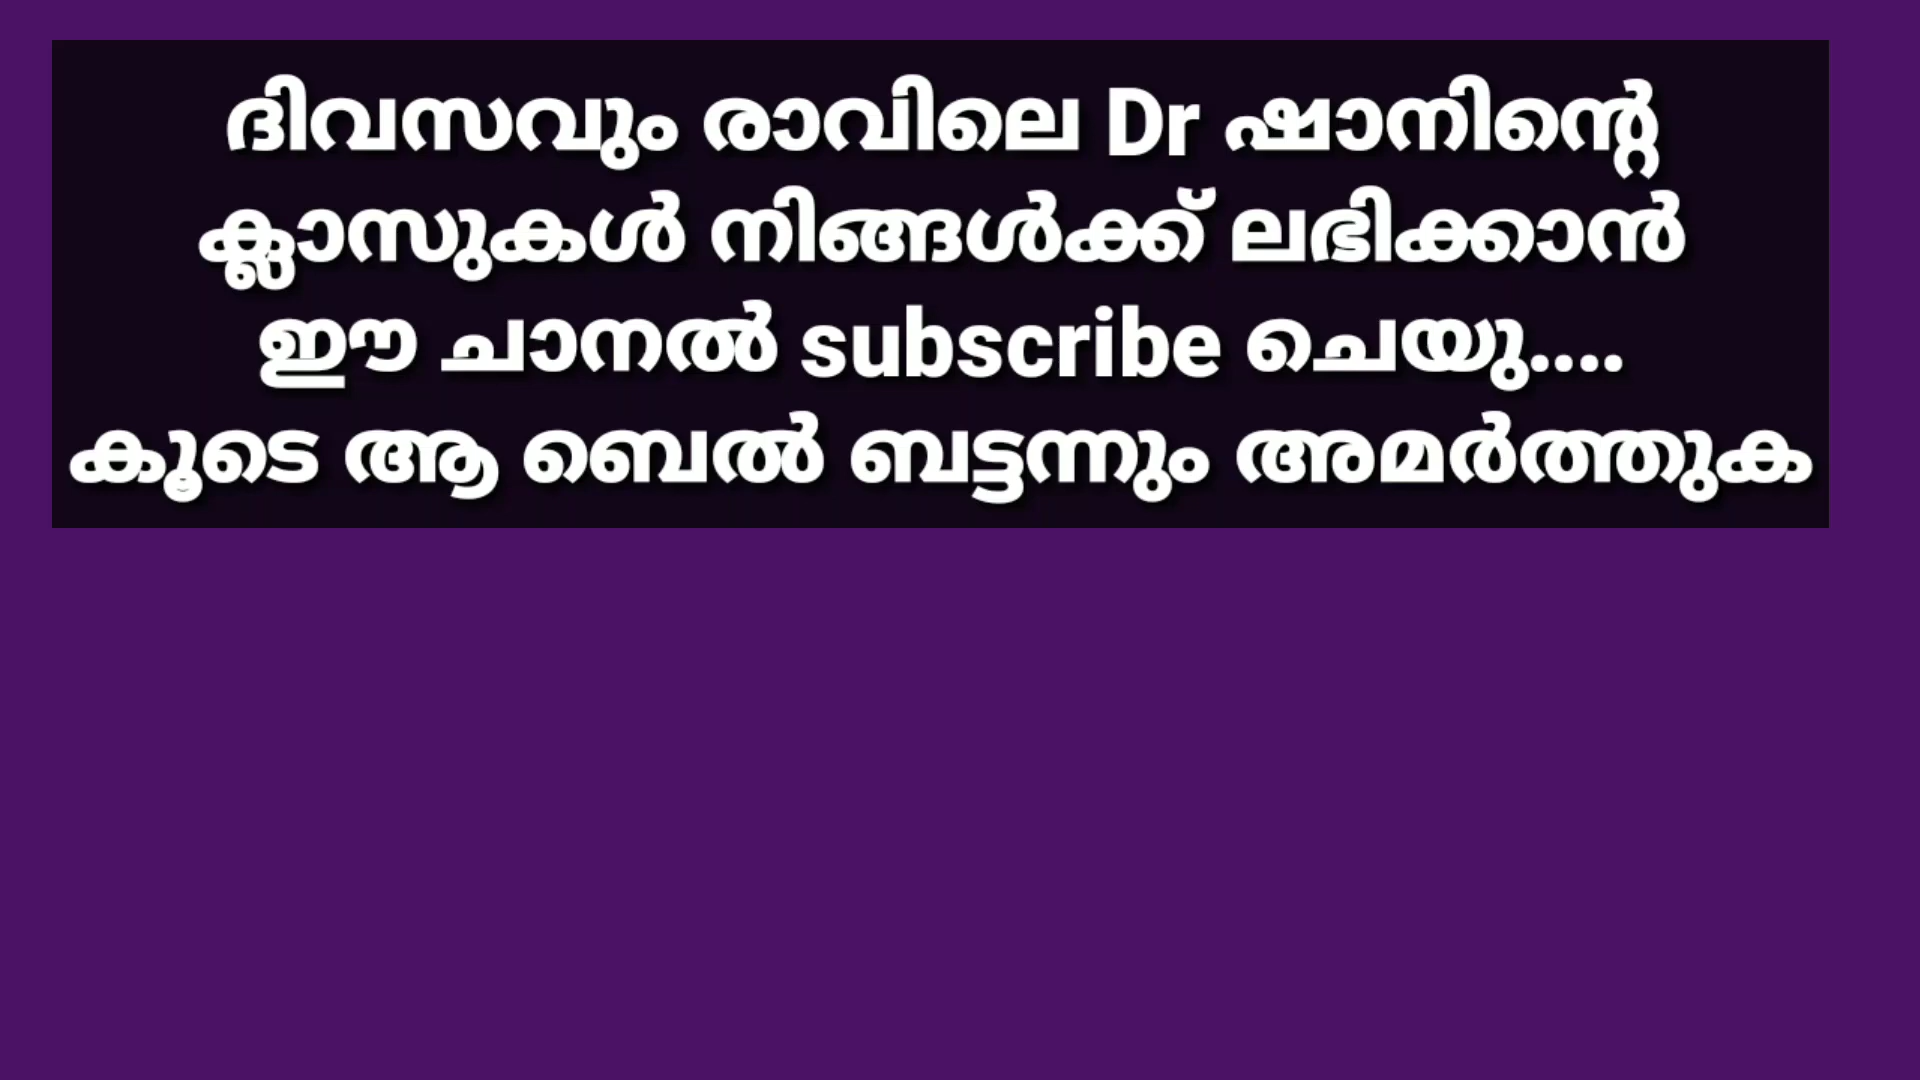 ദിവസവും രാവിലെ Dr ഷാനിന്റെ
ക്ലാസുകൾ നിങ്ങൾക്ക് ലഭിക്കാൻ
ഈ ചാനൽ subscribe ചെയു....
കൂടെ ആ ബെൽ ബട്ടന്നും അമർത്തുക